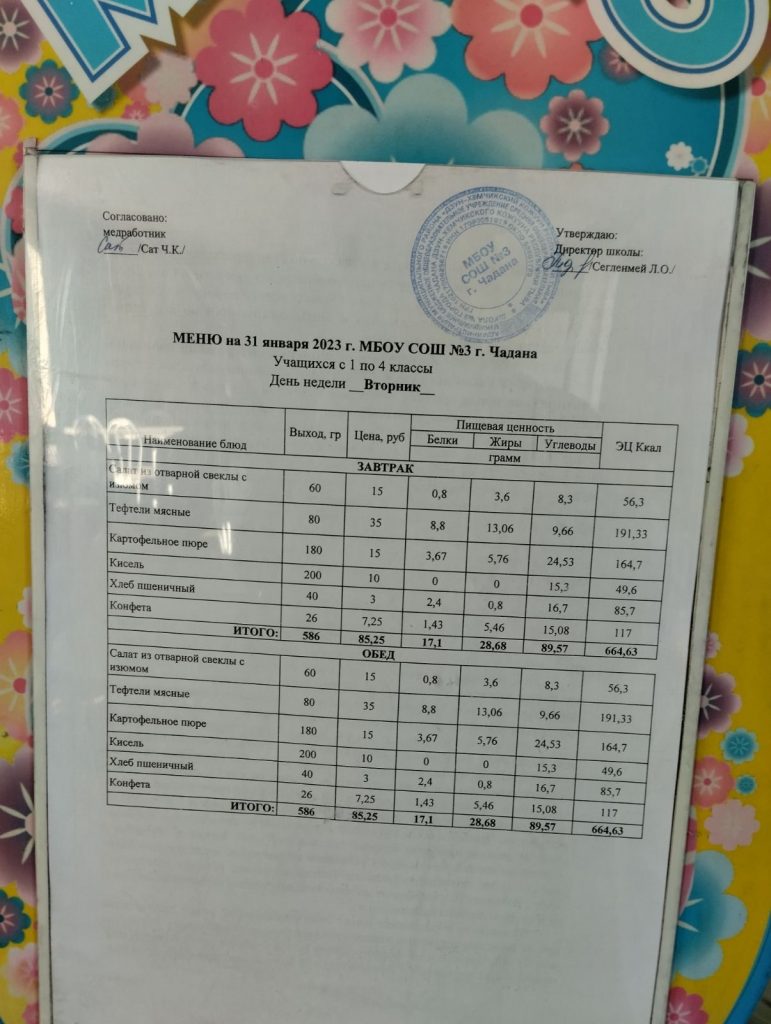 Согласовано:
медработник
/Сат Ч.К./
МБОУ
СОШ №3
г. Чадана
Утверждаю:
Директор школы:
/Сегленмей Л.О./
МЕНЮ на 31 января 2023 г. МБОУ СОШ №3 г. Чадана
Учащихся с 1 по 4 классы
День недели __Вторник__
Наименование блюд Выход, гр Цена, руб Пищевая ценность ЭЦ Ккал
Белки Жиры Углеводы
грамм
ЗАВТРАК
Салат из отварной свеклы с изюмом 60 15 0,8 3,6 8,3 56,3
Тефтели мясные 80 35 8,8 13,06 9,66 191,33
Картофельное пюре 180 15 3,67 5,76 24,53 164,7
Кисель 200 10 0 0 15,3 49,6
Хлеб пшеничный 40 3 2,4 0,8 16,7 85,7
Конфета 26 7,25 1,43 5,46 15,08 117
ИТОГО: 586 85,25 17,1 28,68 89,57 664,63
ОБЕД
Салат из отварной свеклы с изюмом 60 15 0,8 3,6 8,3 56,3
Тефтели мясные 80 35 8,8 13,06 9,66 191,33
Картофельное пюре 180 15 3,67 5,76 24,53 164,7
Кисель 200 10 0 0 15,3 49,6
Хлеб пшеничный 40 3 2,4 0,8 16,7 85,7
Конфета 26 7,25 1,43 5,46 15,08 117
ИТОГО: 586 85,25 17,1 28,68 89,57 664,63